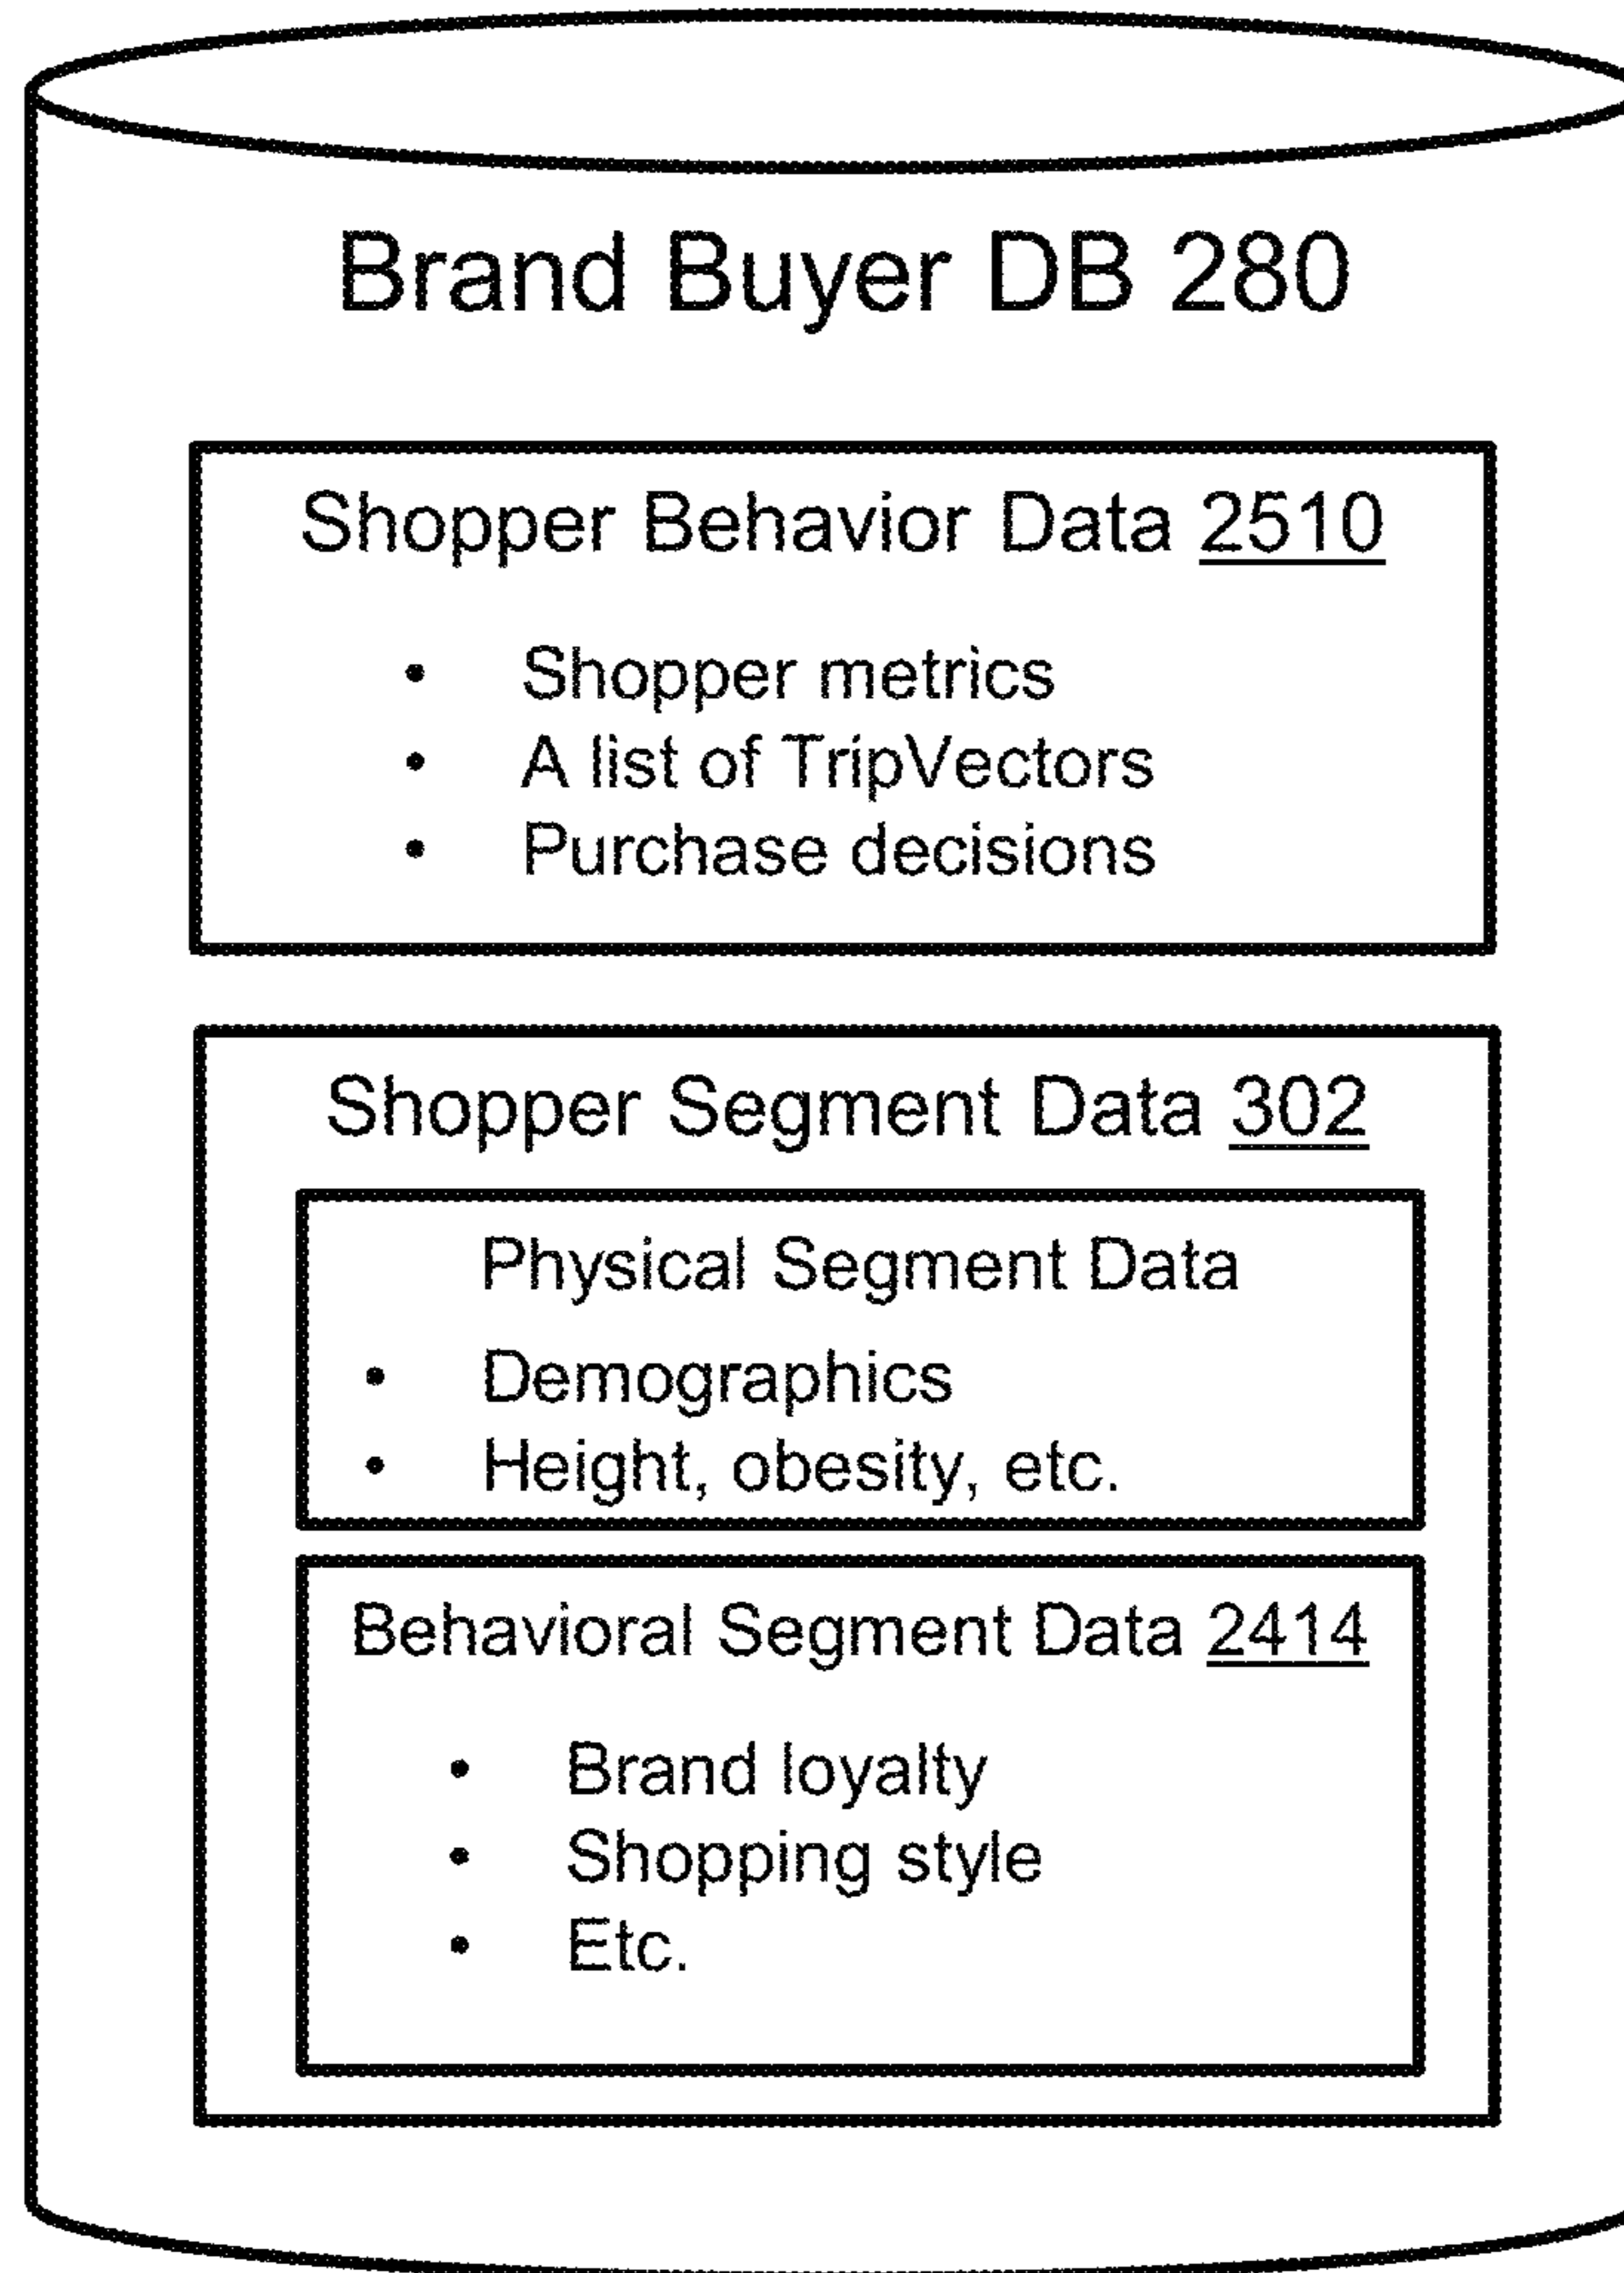 Brand Buyer DB 280
Shopper Behavior Data 2510
• Shopper metrics
• A list of TripVectors
• Purchase decisions
Shopper Segment Data 302
Physical Segment Data
• Demographics
• Height, obesity, etc.
Behavioral Segment Data 2414
• Brand loyalty
• Shopping style
• Etc.